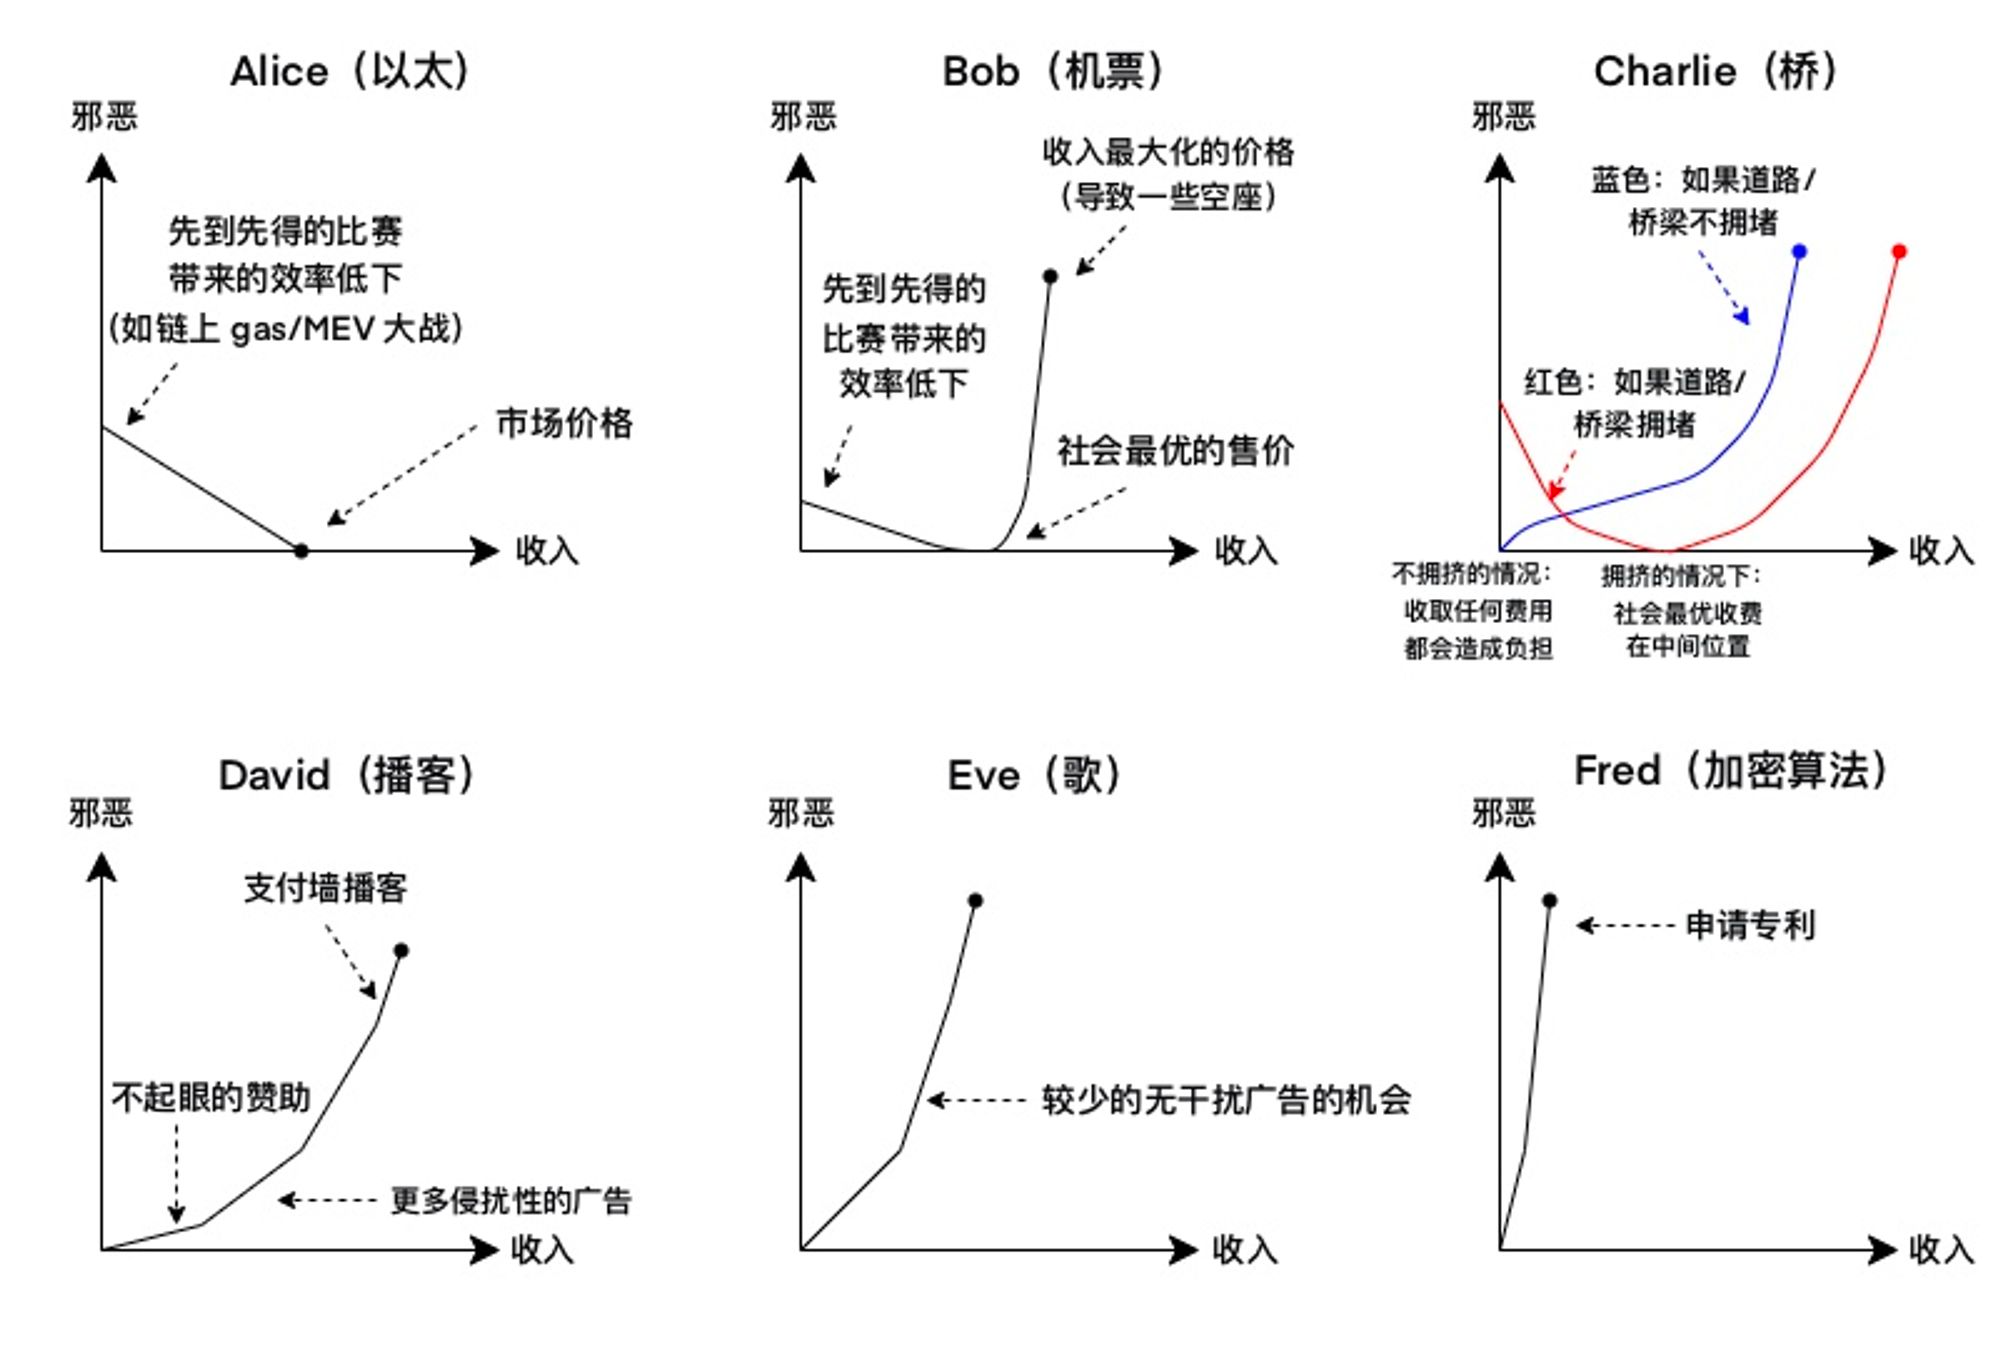 Alice（以太）
邪恶
先到先得的比赛
带来的效率低下
(如链上 gas/MEV 大战)
市场价格
收入
Bob（机票）
邪恶
收入最大化的价格
（导致一些空座）
先到先得的
比赛带来的
效率低下
社会最优的售价
收入
Charlie（桥）
邪恶
蓝色：如果道路/
桥梁不拥堵
红色：如果道路/
桥梁拥堵
收入
不拥挤的情况：
收取任何费用
都会造成负担
拥挤的情况下：
社会最优收费
在中间位置
David（播客）
邪恶
支付墙播客
不起眼的赞助
更多侵扰性的广告
收入
Eve（歌）
邪恶
较少的无干扰广告的机会
收入
Fred（加密算法）
邪恶
申请专利
收入